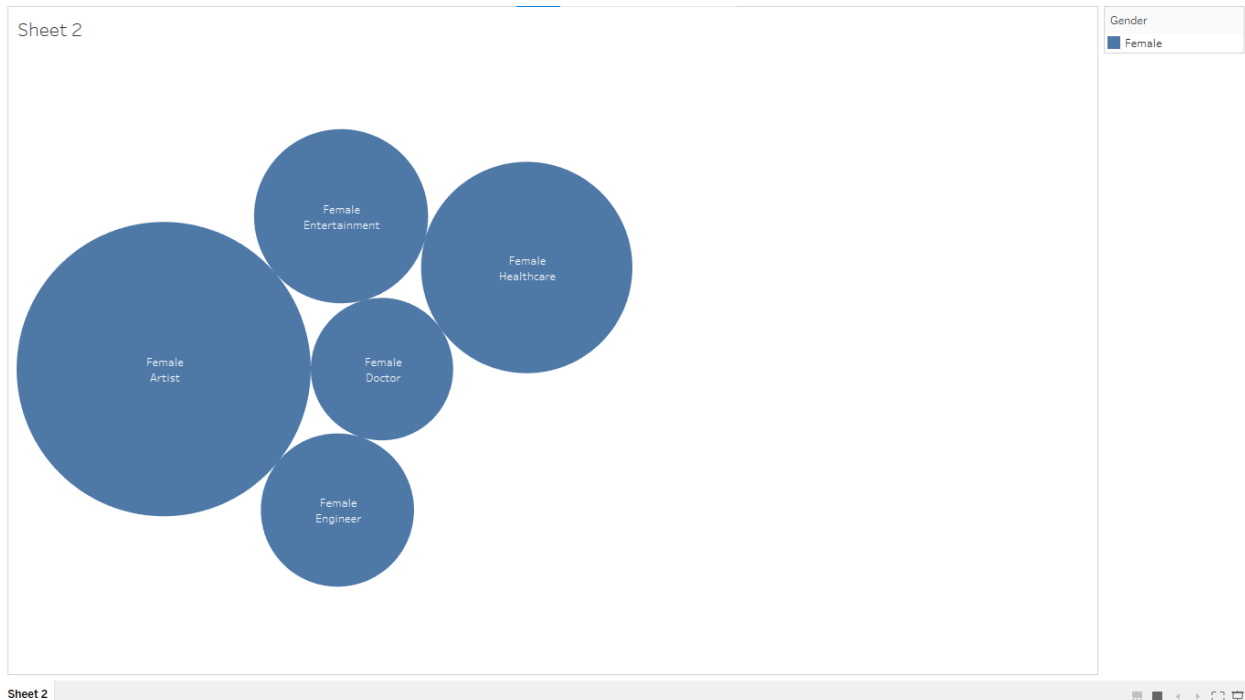 Sheet 2
Gender
Female
Female
Entertainment
Female
Healthcare
Female
Artist
Female
Doctor
Female
Engineer
Sheet 2